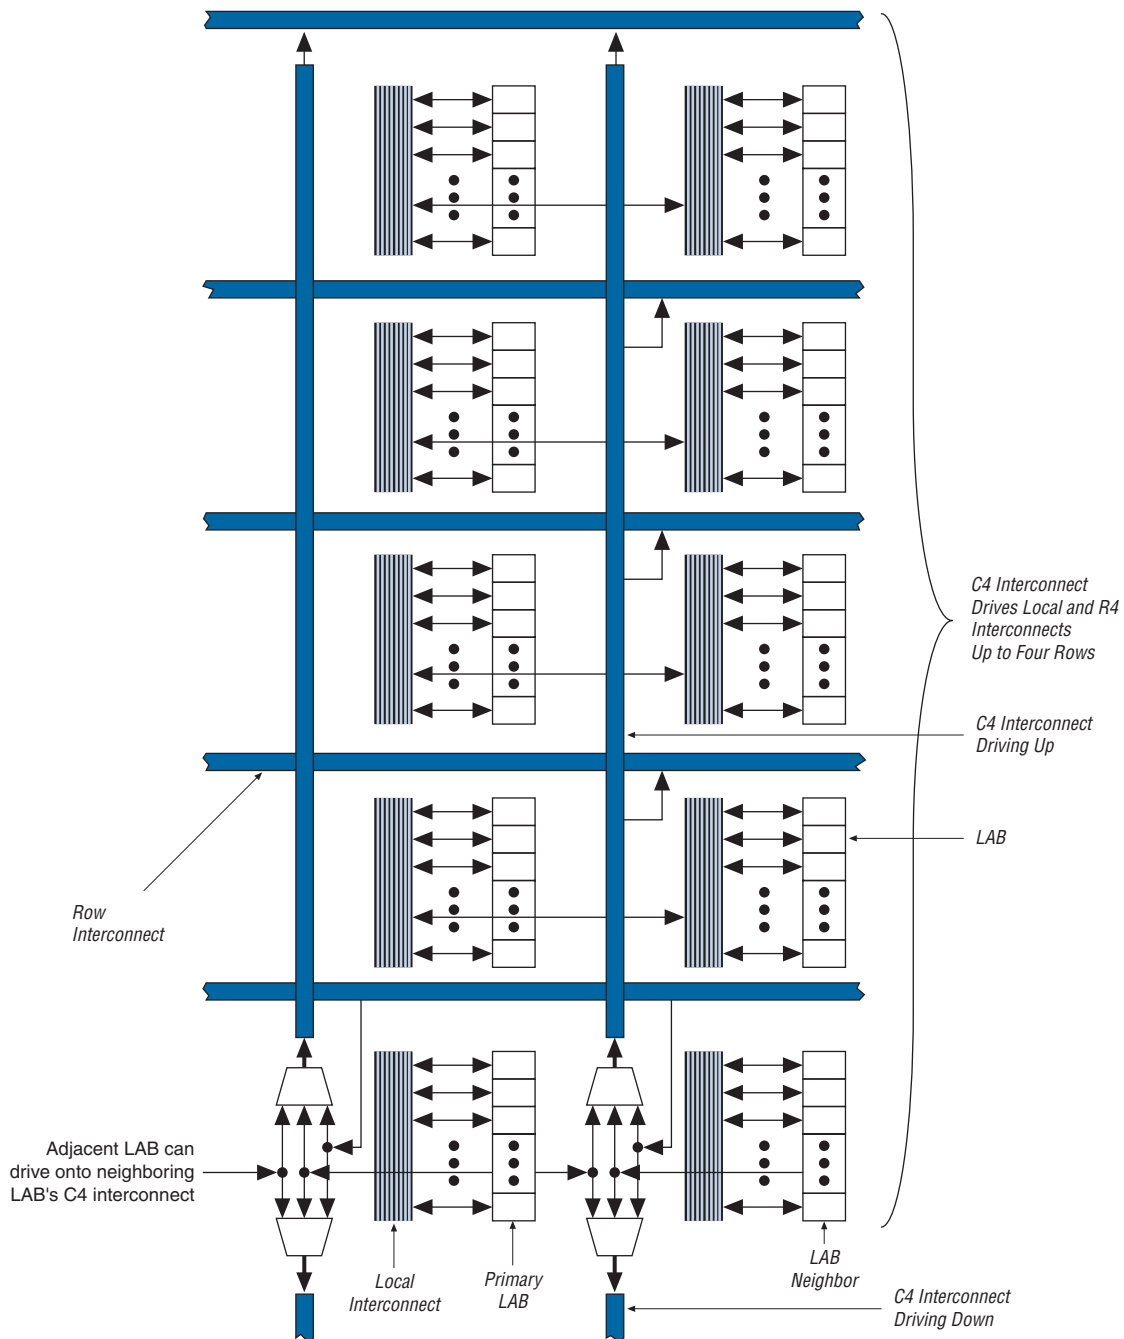 C4 Interconnect
Drives Local and R4
Interconnects
Up to Four Rows
C4 Interconnect
Driving Up
LAB
Row
Interconnect
Adjacent LAB can
drive onto neighboring
LAB's C4 interconnect
Local
Interconnect
Primary
LAB
LAB
Neighbor
C4 Interconnect
Driving Down